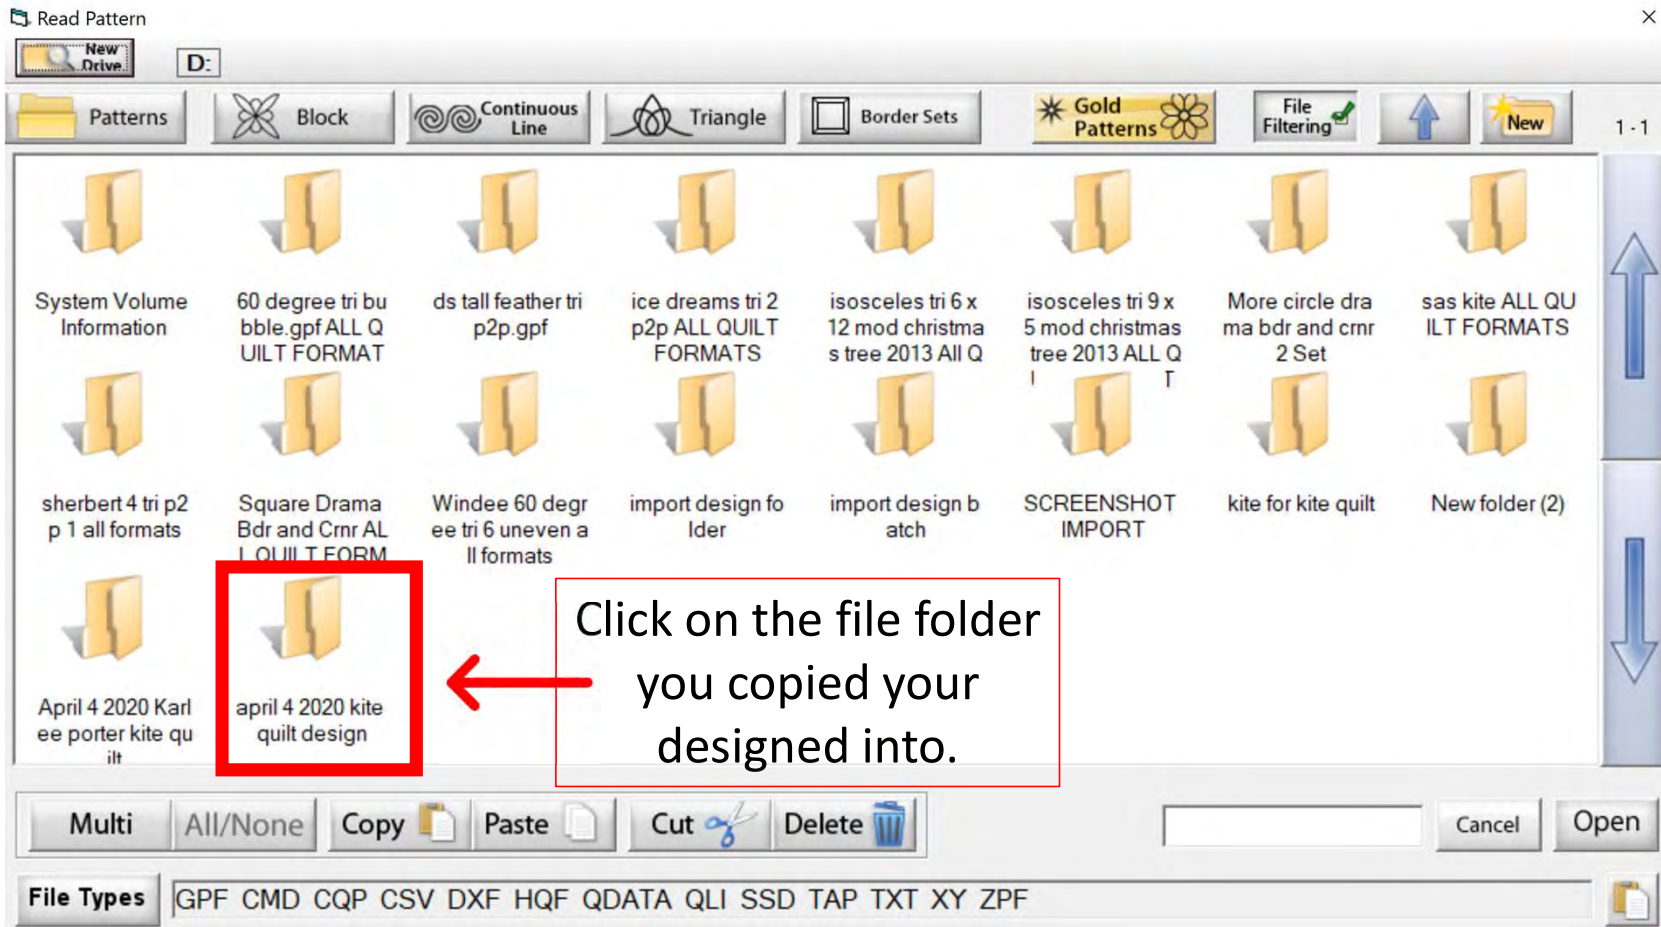 Read Pattern
New
Drive
D:
Patterns
Block
Continuous
Line
Triangle
Border Sets
Gold
Patterns
File
Filtering
New
1 - 1
System Volume
Information
60 degree tri bu
bble.gpf ALL Q
UILT FORMAT
ds tall feather tri
p2p.gpf
ice dreams tri 2
p2p ALL QUILT
FORMATS
isosceles tri 6 x
12 mod christma
s tree 2013 All Q
isosceles tri 9 x
5 mod christmas
tree 2013 ALL Q
More circle dra
ma bdr and crnr
2 Set
sas kite ALL QU
ILT FORMATS
sherbert 4 tri p2
p 1 all formats
Square Drama
Bdr and Crnr AL
L QUILT FORM
Windee 60 degr
ee tri 6 uneven a
ll formats
import design fo
lder
import design b
atch
SCREENSHOT
IMPORT
kite for kite quilt
New folder (2)
April 4 2020 Karl
ee porter kite qu
ilt
april 4 2020 kite
quilt design
Click on the file folder
you copied your
designed into.
Multi
All/None
Copy
Paste
Cut
Delete
Cancel
Open
File Types
GPF CMD CQP CSV DXF HQF QDATA QLI SSD TAP TXT XY ZPF